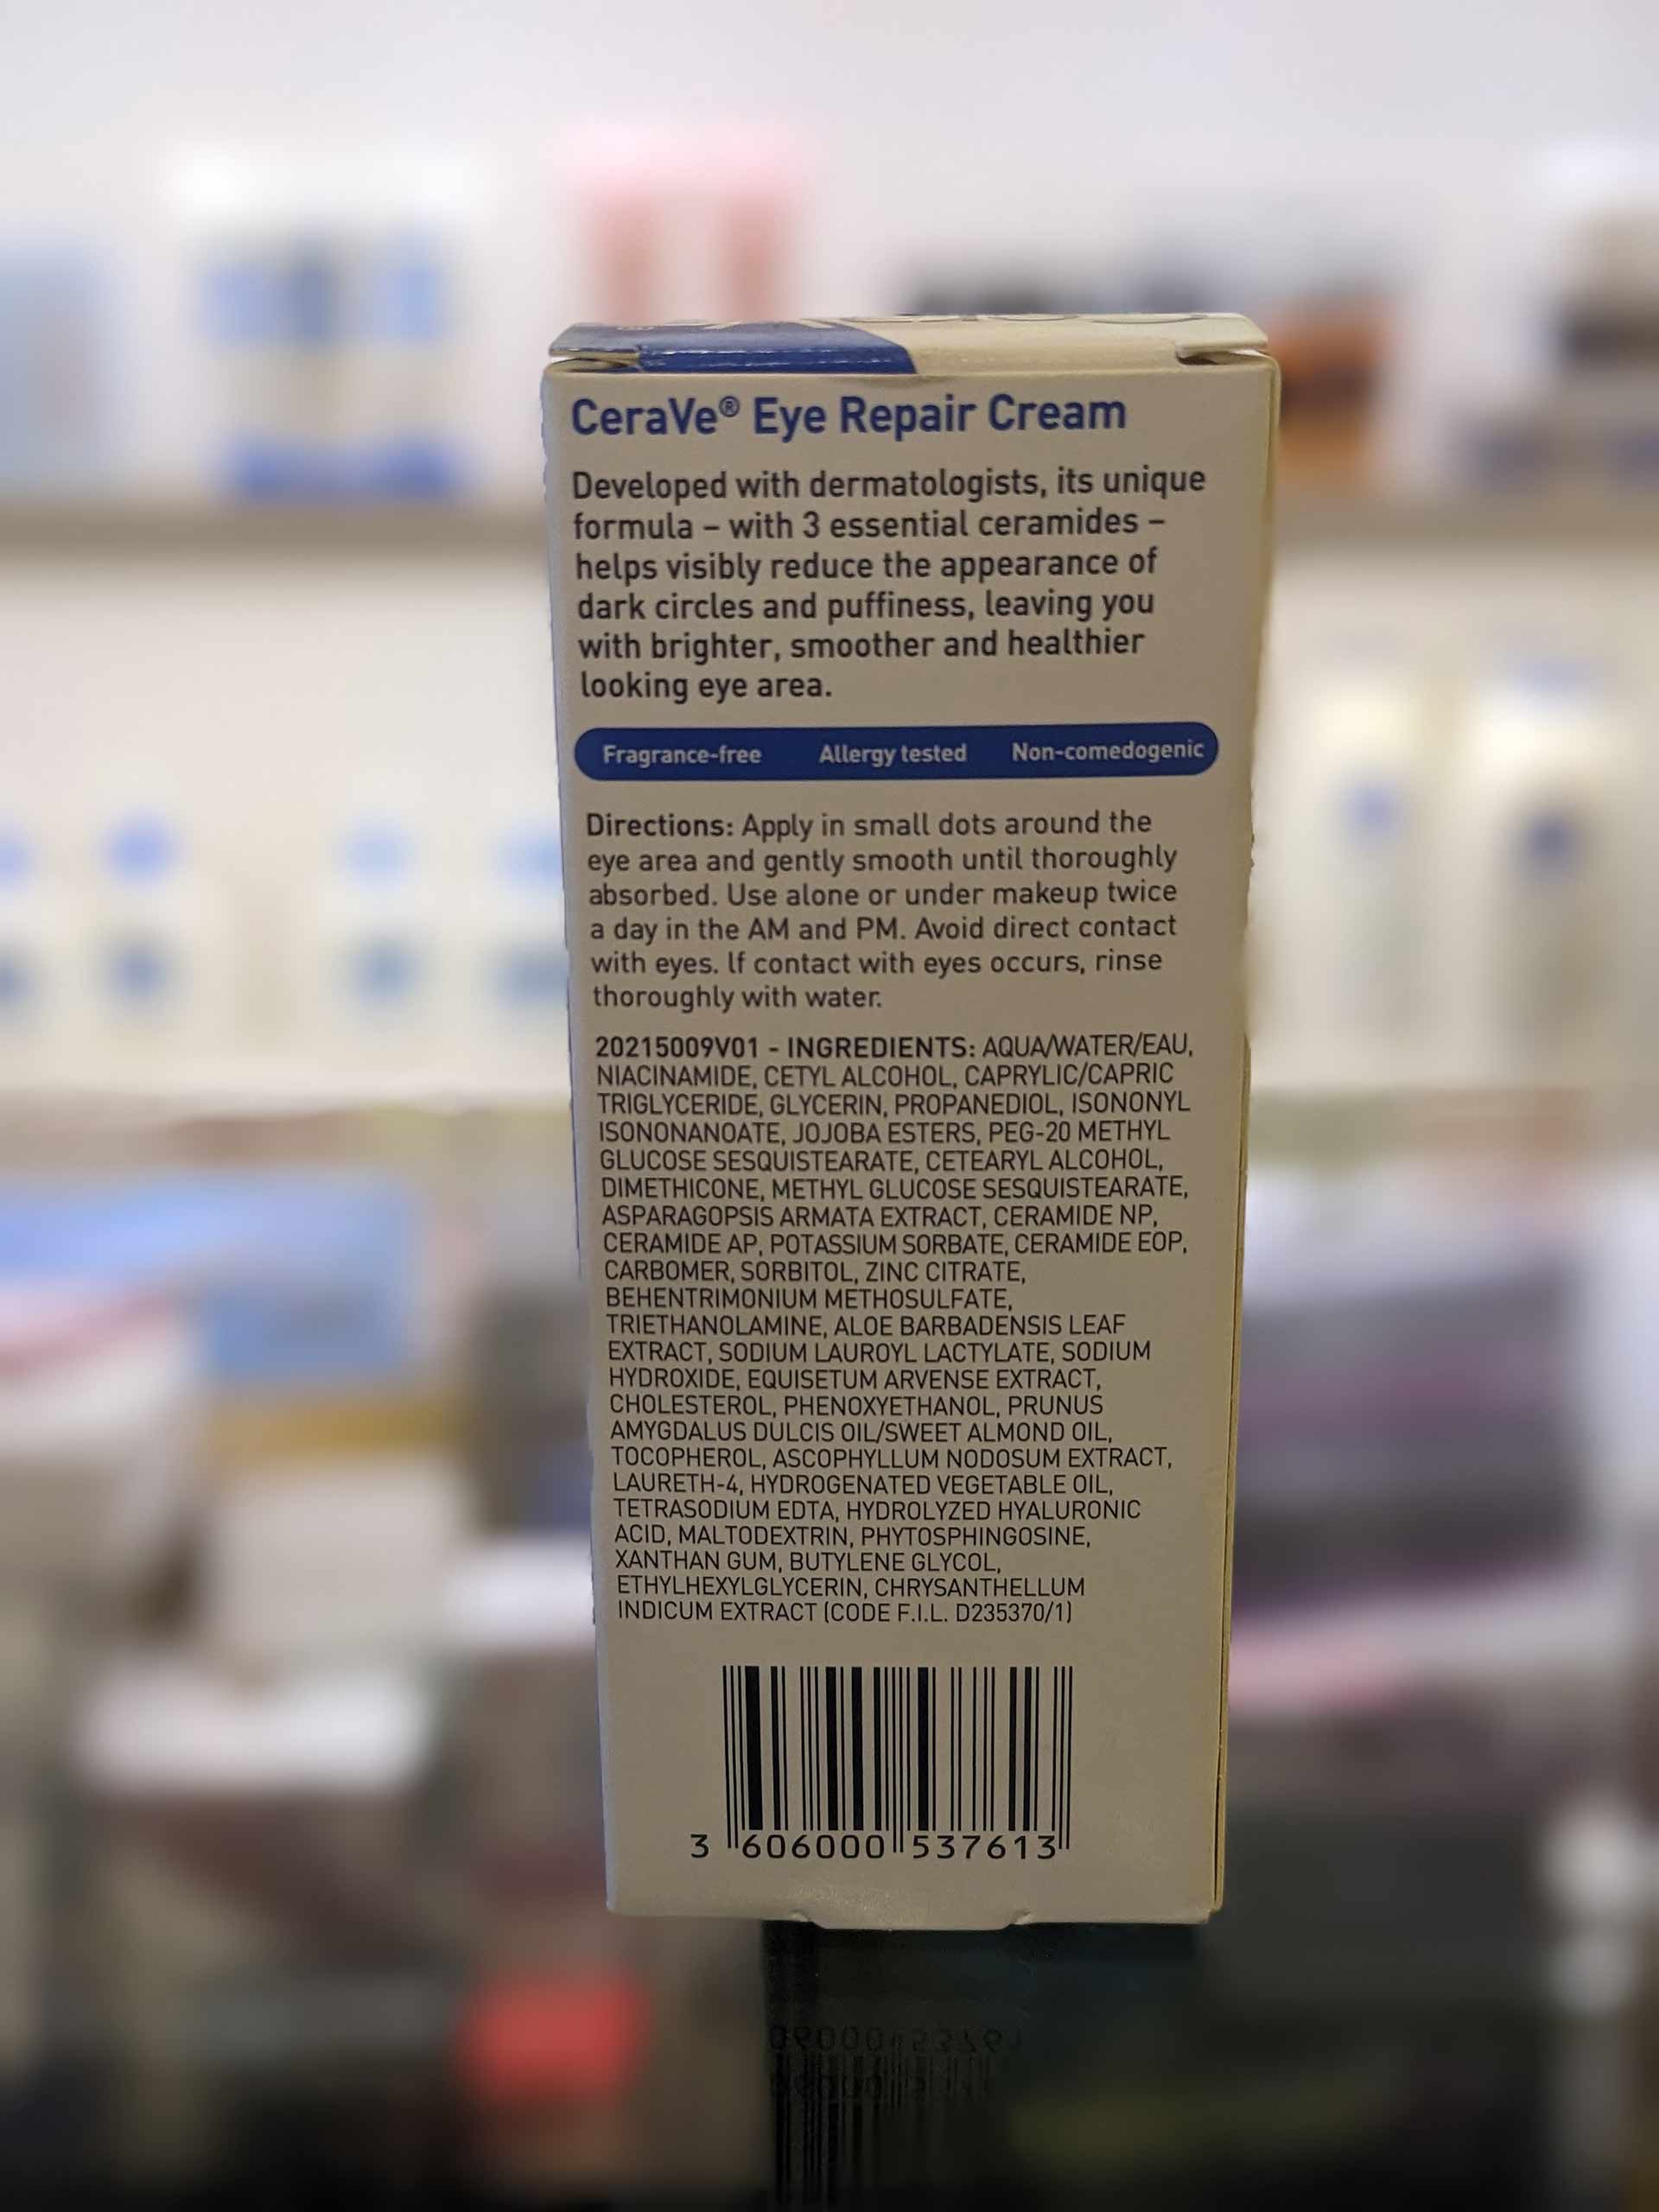 CeraVe® Eye Repair Cream
Developed with dermatologists, its unique
formula – with 3 essential ceramides –
helps visibly reduce the appearance of
dark circles and puffiness, leaving you
with brighter, smoother and healthier
looking eye area.
Fragrance-free Allergy tested Non-comedogenic
Directions: Apply in small dots around the
eye area and gently smooth until thoroughly
absorbed. Use alone or under makeup twice
a day in the AM and PM. Avoid direct contact
with eyes. If contact with eyes occurs, rinse
thoroughly with water.
20215009V01 - INGREDIENTS: AQUA/WATER/EAU,
NIACINAMIDE, CETYL ALCOHOL, CAPRYLIC/CAPRIC
TRIGLYCERIDE, GLYCERIN, PROPANEDIOL, ISONONYL
ISONONANOATE, JOJOBA ESTERS, PEG-20 METHYL
GLUCOSE SESQUISTEARATE, CETEARYL ALCOHOL,
DIMETHICONE, METHYL GLUCOSE SESQUISTEARATE,
ASPARAGOPSIS ARMATA EXTRACT, CERAMIDE NP,
CERAMIDE AP, POTASSIUM SORBATE, CERAMIDE EOP,
CARBOMER, SORBITOL, ZINC CITRATE,
BEHENTRIMONIUM METHOSULFATE,
TRIETHANOLAMINE, ALOE BARBADENSIS LEAF
EXTRACT, SODIUM LAUROYL LACTYLATE, SODIUM
HYDROXIDE, EQUISETUM ARVENSE EXTRACT,
CHOLESTEROL, PHENOXYETHANOL, PRUNUS
AMYGDALUS DULCIS OIL/SWEET ALMOND OIL,
TOCOPHEROL, ASCOPHYLLUM NODOSUM EXTRACT,
LAURETH-4, HYDROGENATED VEGETABLE OIL,
TETRASODIUM EDTA, HYDROLYZED HYALURONIC
ACID, MALTODEXTRIN, PHYTOSPHINGOSINE,
XANTHAN GUM, BUTYLENE GLYCOL,
ETHYLHEXYLGLYCERIN, CHRYSANTHELLUM
INDICUM EXTRACT (CODE F.I.L. D235370/1)
3 606000 537613